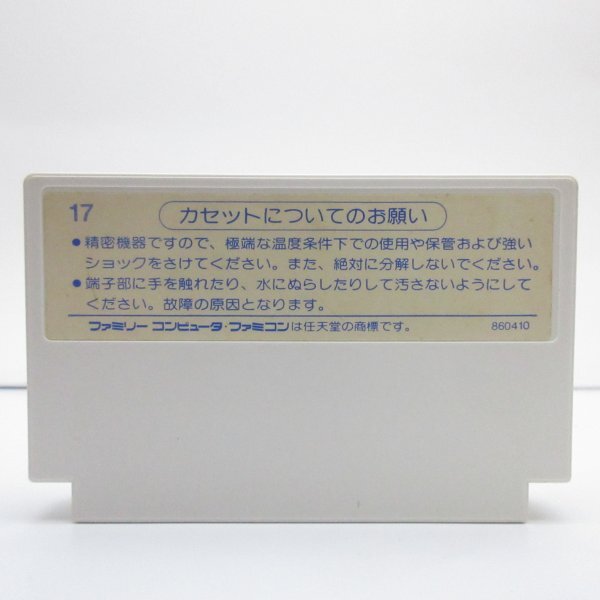 17
カセットについてのお願い
●精密機器ですので、極端な温度条件下での使用や保管および強い
ショックをさけてください。また、絶対に分解しないでください。
●端子部に手を触れたり、水にぬらしたりして汚さないようにして
ください。故障の原因となります。
ファミリー コンピュータ・ファミコンは任天堂の商標です。 860410